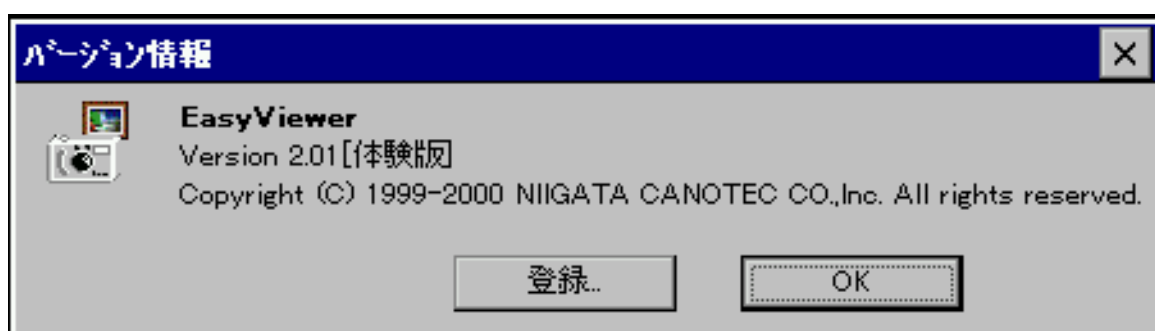 バージョン情報
EasyViewer
Version 2.01[体験版]
Copyright (C) 1999-2000 NIIGATA CANOTEC CO.,Inc. All rights reserved.
登録...
OK